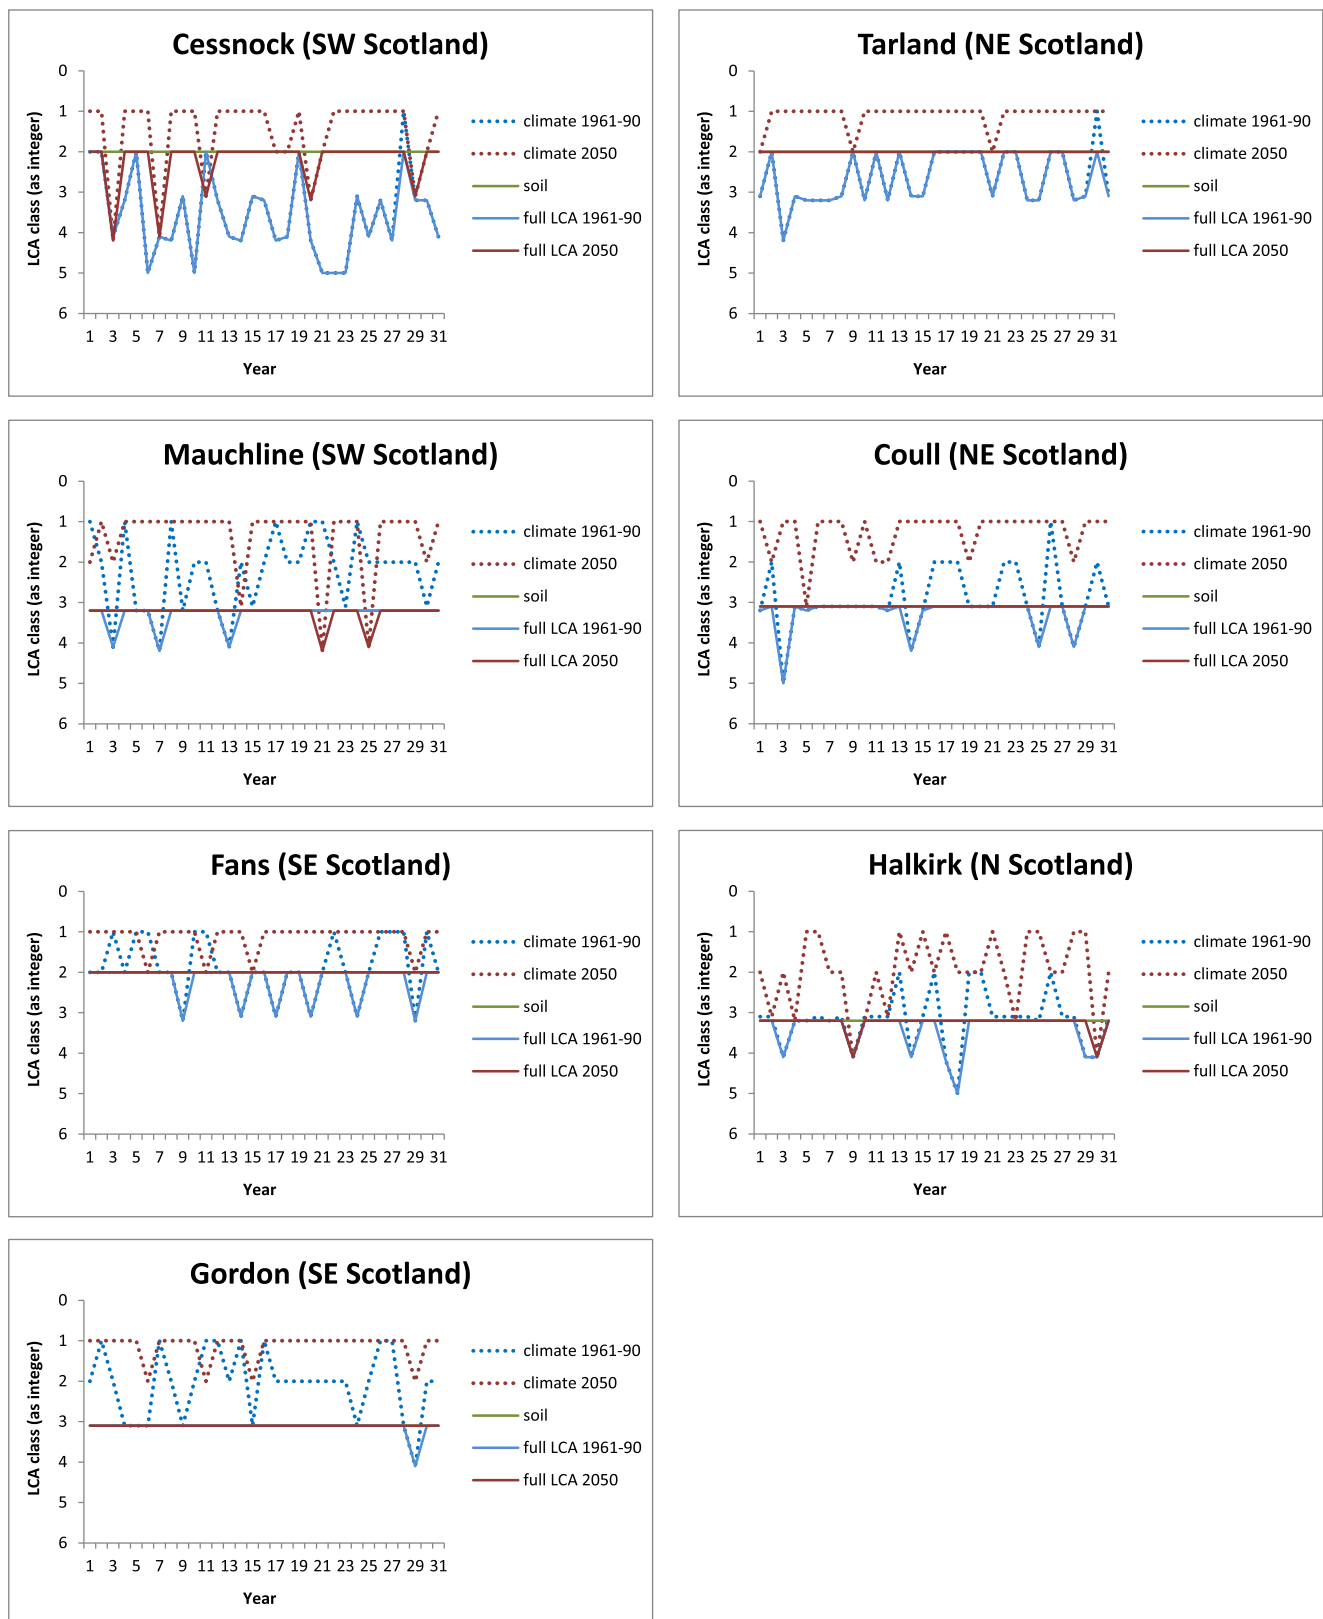 Cessnock (SW Scotland)
LCA class (as integer)
0
1
2
3
4
5
6
1 3 5 7 9 11 13 15 17 19 21 23 25 27 29 31
Year
climate 1961-90
climate 2050
soil
full LCA 1961-90
full LCA 2050
Tarland (NE Scotland)
LCA class (as integer)
0
1
2
3
4
5
6
1 3 5 7 9 11 13 15 17 19 21 23 25 27 29 31
Year
climate 1961-90
climate 2050
soil
full LCA 1961-90
full LCA 2050
Mauchline (SW Scotland)
LCA class (as integer)
0
1
2
3
4
5
6
1 3 5 7 9 11 13 15 17 19 21 23 25 27 29 31
Year
climate 1961-90
climate 2050
soil
full LCA 1961-90
full LCA 2050
Coull (NE Scotland)
LCA class (as integer)
0
1
2
3
4
5
6
1 3 5 7 9 11 13 15 17 19 21 23 25 27 29 31
Year
climate 1961-90
climate 2050
soil
full LCA 1961-90
full LCA 2050
Fans (SE Scotland)
LCA class (as integer)
0
1
2
3
4
5
6
1 3 5 7 9 11 13 15 17 19 21 23 25 27 29 31
Year
climate 1961-90
climate 2050
soil
full LCA 1961-90
full LCA 2050
Halkirk (N Scotland)
LCA class (as integer)
0
1
2
3
4
5
6
1 3 5 7 9 11 13 15 17 19 21 23 25 27 29 31
Year
climate 1961-90
climate 2050
soil
full LCA 1961-90
full LCA 2050
Gordon (SE Scotland)
LCA class (as integer)
0
1
2
3
4
5
6
1 3 5 7 9 11 13 15 17 19 21 23 25 27 29 31
Year
climate 1961-90
climate 2050
soil
full LCA 1961-90
full LCA 2050